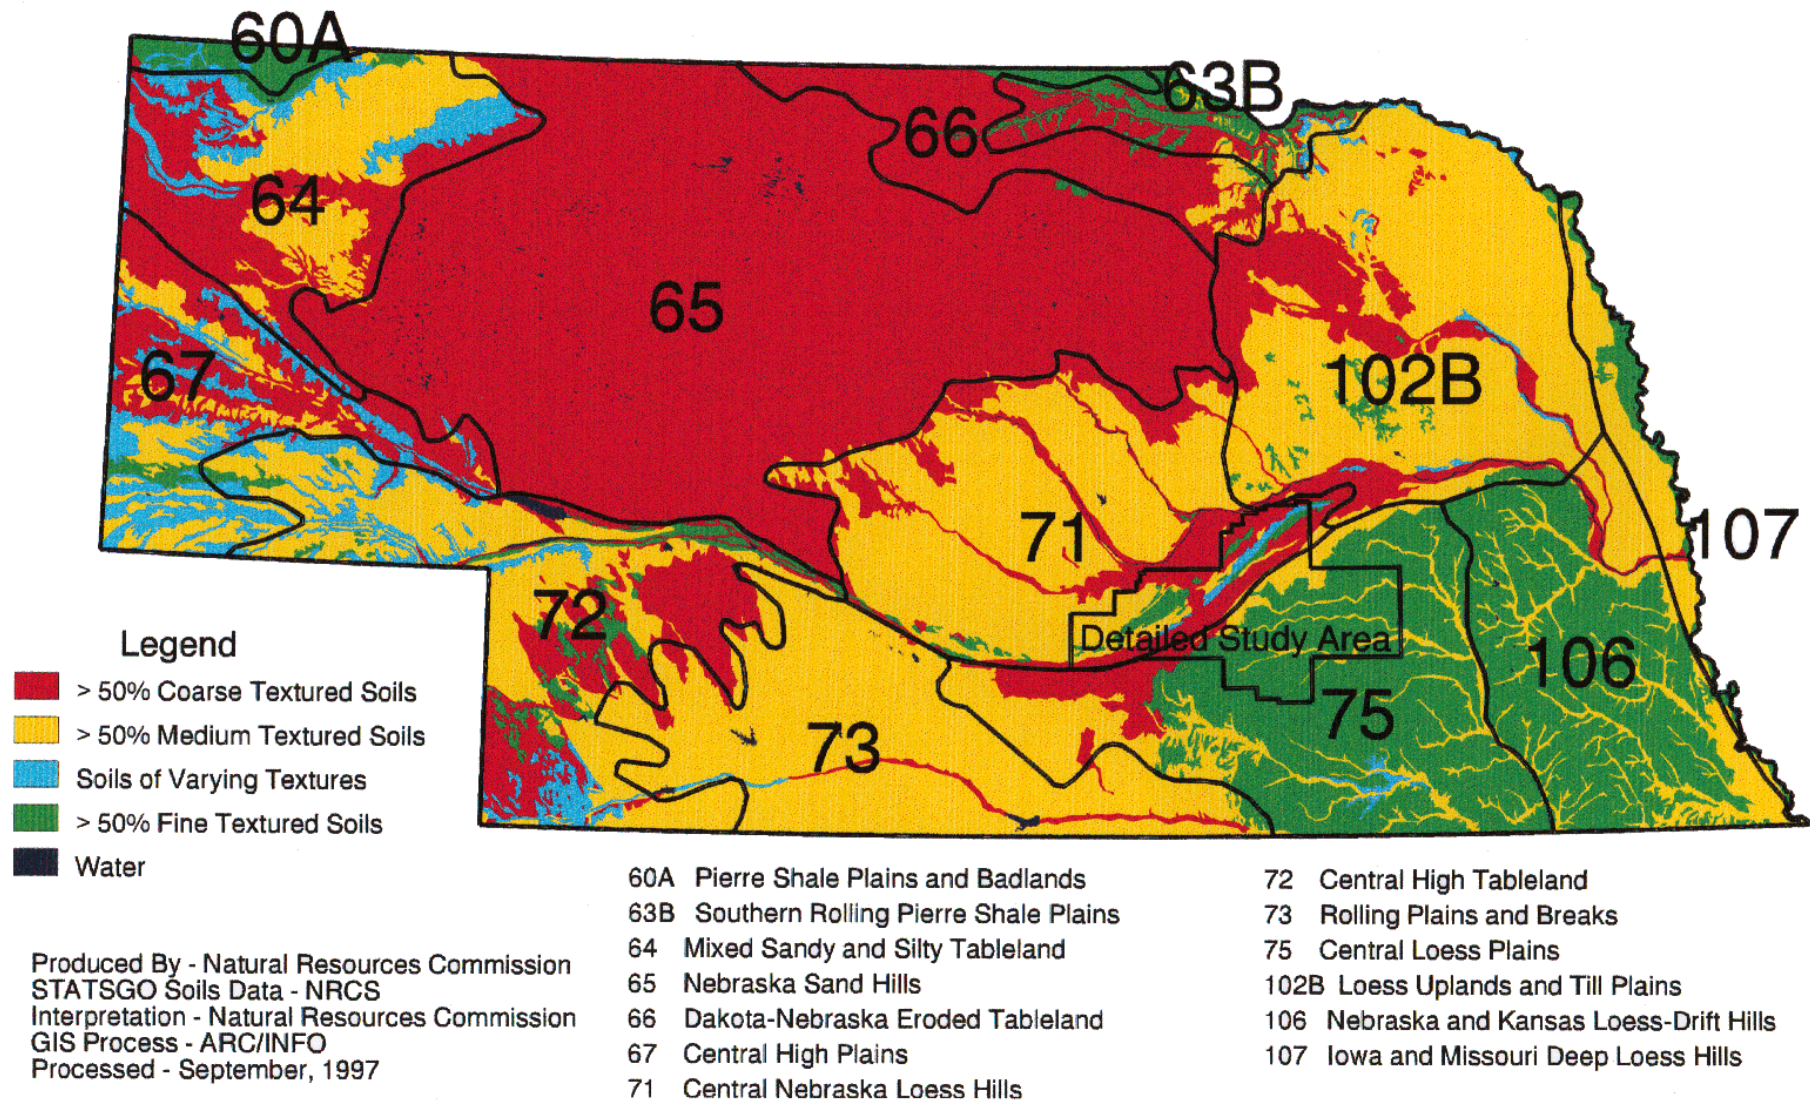 60A
63B
66
64
65
67
102B
71
107
72
Detailed Study Area
106
75
73
Legend
> 50% Coarse Textured Soils
> 50% Medium Textured Soils
Soils of Varying Textures
> 50% Fine Textured Soils
Water
Produced By - Natural Resources Commission
STATSGO Soils Data - NRCS
Interpretation - Natural Resources Commission
GIS Process - ARC/INFO
Processed - September, 1997
60A Pierre Shale Plains and Badlands
63B Southern Rolling Pierre Shale Plains
64 Mixed Sandy and Silty Tableland
65 Nebraska Sand Hills
66 Dakota-Nebraska Eroded Tableland
67 Central High Plains
71 Central Nebraska Loess Hills
72 Central High Tableland
73 Rolling Plains and Breaks
75 Central Loess Plains
102B Loess Uplands and Till Plains
106 Nebraska and Kansas Loess-Drift Hills
107 Iowa and Missouri Deep Loess Hills